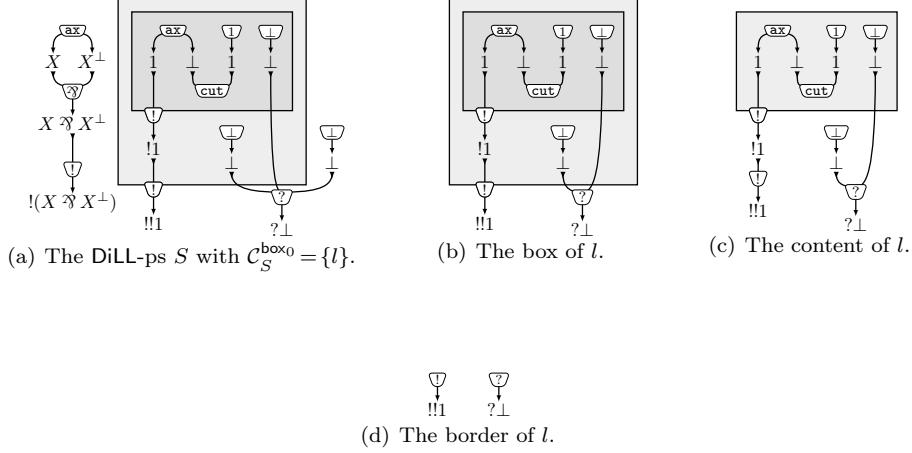 ax ax 1 ⊥ ax 1 ⊥ ax 1 ⊥
X X⊥ 1 ⊥ 1 ⊥ 1 ⊥ 1 ⊥ 1 ⊥ 1 ⊥
⅋ cut cut cut
X ⅋ X⊥ ! ⊥ ⊥ ! ⊥ ! ⊥
!1 ⊥ ⊥ !1 ⊥ !1 ⊥
! ! ? ! ? ! ?
!(X ⅋ X⊥) !!1 ?⊥ !!1 ?⊥ !!1 ?⊥
(a) The DiLL-ps S with C_S^box₀ = {l}. (b) The box of l. (c) The content of l.
! ?
!!1 ?⊥
(d) The border of l.